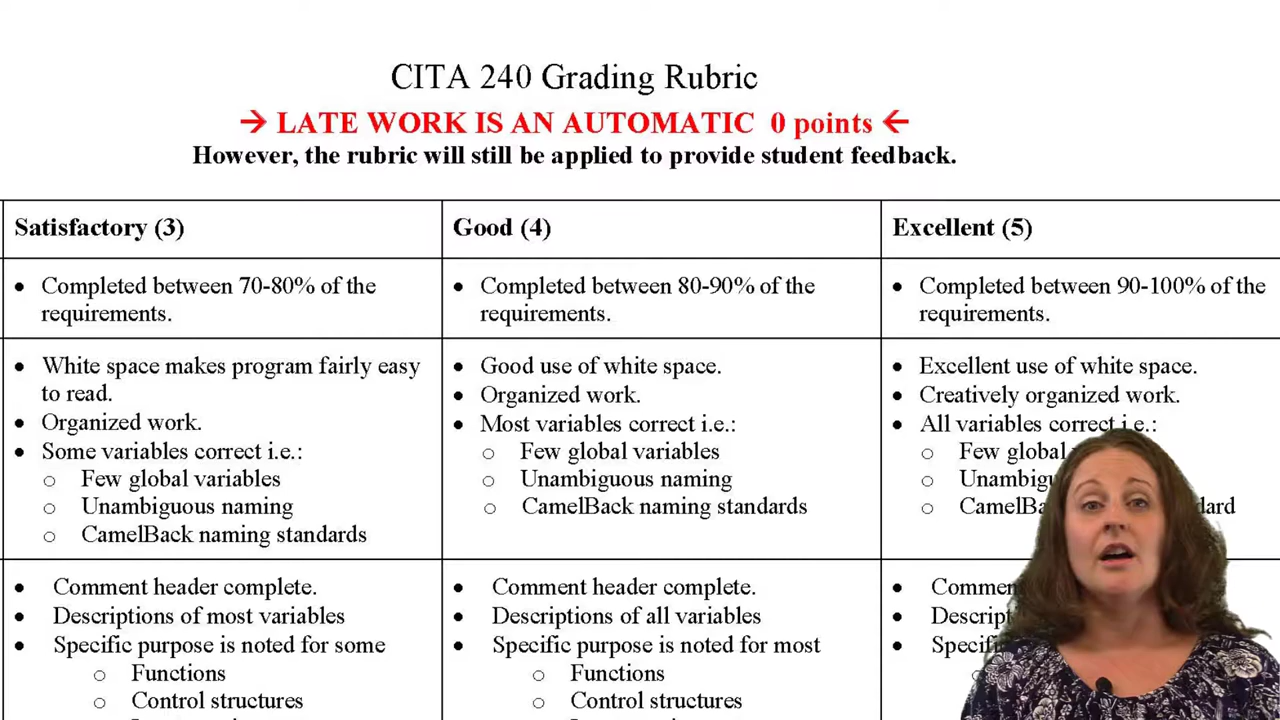 CITA 240 Grading Rubric
→ LATE WORK IS AN AUTOMATIC 0 points ←
However, the rubric will still be applied to provide student feedback.
Satisfactory (3)
Good (4)
Excellent (5)
• Completed between 70-80% of the
requirements.
• Completed between 80-90% of the
requirements.
• Completed between 90-100% of the
requirements.
• White space makes program fairly easy
to read.
• Organized work.
• Some variables correct i.e.:
o Few global variables
o Unambiguous naming
o CamelBack naming standards
• Good use of white space.
• Organized work.
• Most variables correct i.e.:
o Few global variables
o Unambiguous naming
o CamelBack naming standards
• Excellent use of white space.
• Creatively organized work.
• All variables correct i.e.:
o Few global
• Comment header complete.
• Descriptions of most variables
• Specific purpose is noted for some
o Functions
o Control structures
• Comment header complete.
• Descriptions of all variables
• Specific purpose is noted for most
o Functions
o Control structures